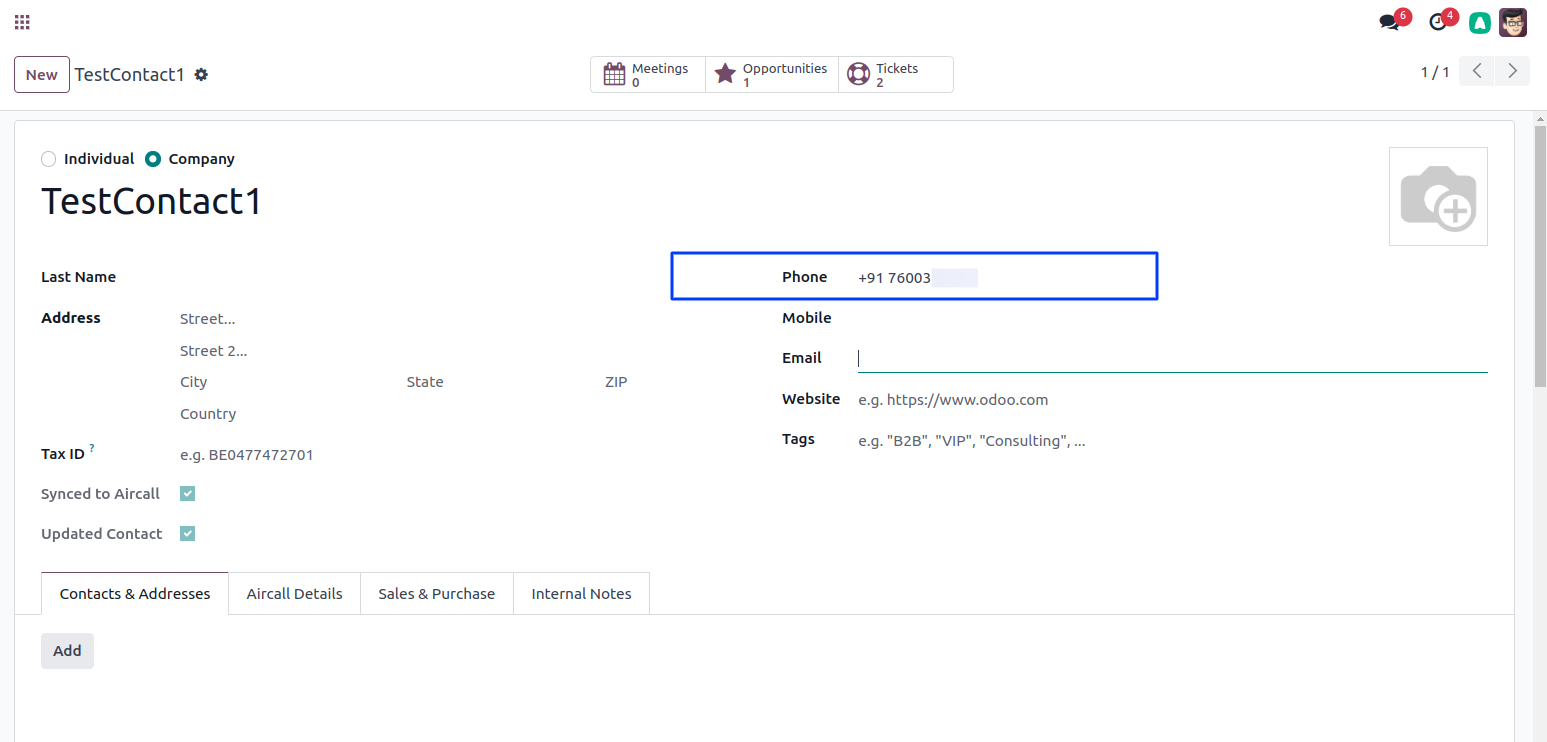 6
4
New TestContact1
Meetings
0
Opportunities
1
Tickets
2
1 / 1
Individual Company
TestContact1
Last Name
Phone +91 76003
Address Street...
Mobile
Street 2...
Email
City State ZIP
Website e.g. https://www.odoo.com
Country
Tags e.g. "B2B", "VIP", "Consulting", ...
Tax ID ? e.g. BE0477472701
Synced to Aircall
Updated Contact
Contacts & Addresses Aircall Details Sales & Purchase Internal Notes
Add